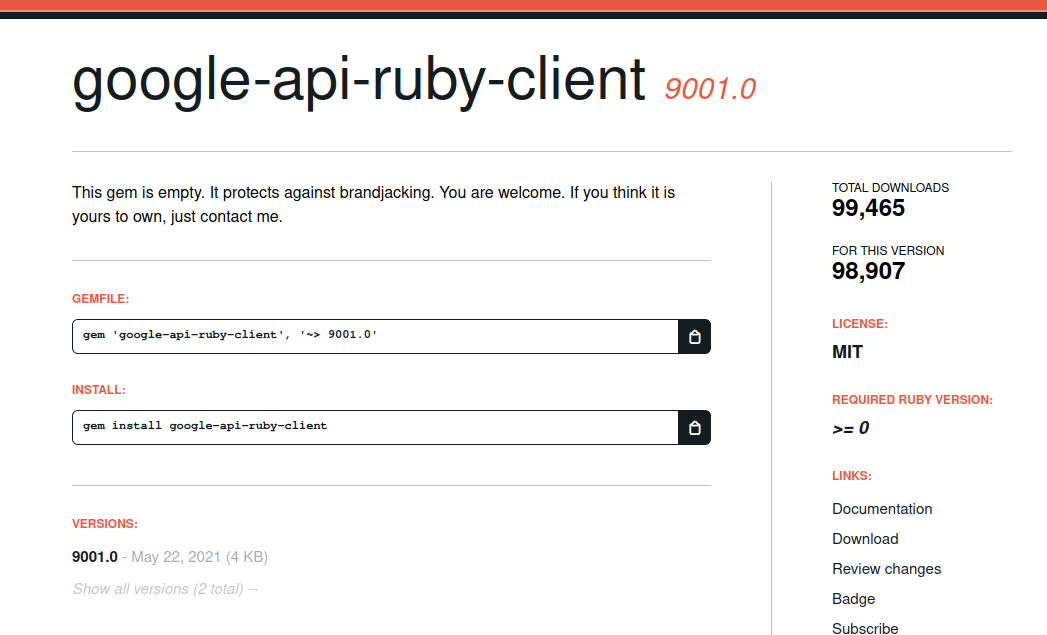 google-api-ruby-client 9001.0
This gem is empty. It protects against brandjacking. You are welcome. If you think it is
yours to own, just contact me.
GEMFILE:
gem 'google-api-ruby-client', '~> 9001.0'
INSTALL:
gem install google-api-ruby-client
VERSIONS:
9001.0 - May 22, 2021 (4 KB)
Show all versions (2 total) →
TOTAL DOWNLOADS
99,465
FOR THIS VERSION
98,907
LICENSE:
MIT
REQUIRED RUBY VERSION:
>= 0
LINKS:
Documentation
Download
Review changes
Badge
Subscribe